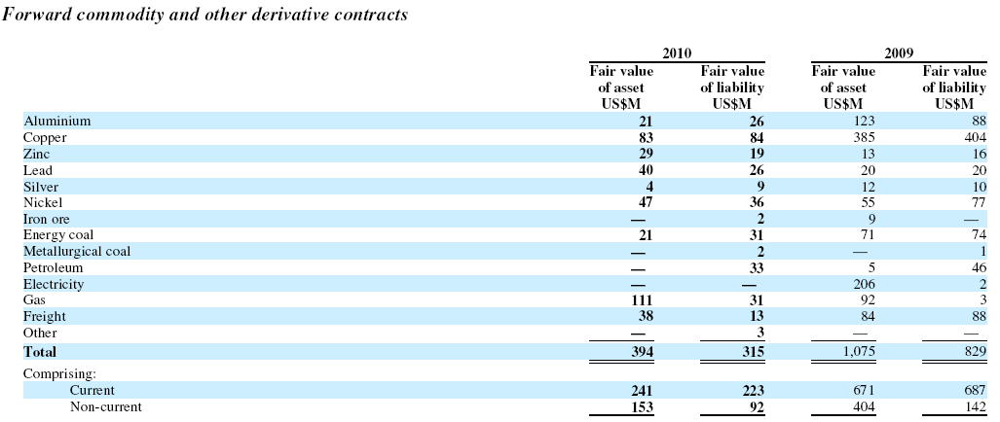 Forward commodity and other derivative contracts
2010 2009
Fair value Fair value Fair value Fair value
of asset of liability of asset of liability
US$M US$M US$M US$M
Aluminium 21 26 123 88
Copper 83 84 385 404
Zinc 29 19 13 16
Lead 40 26 20 20
Silver 4 9 12 10
Nickel 47 36 55 77
Iron ore — 2 9 —
Energy coal 21 31 71 74
Metallurgical coal — 2 — 1
Petroleum — 33 5 46
Electricity — — 206 2
Gas 111 31 92 3
Freight 38 13 84 88
Other — 3 — —
Total 394 315 1,075 829
Comprising:
Current 241 223 671 687
Non-current 153 92 404 142